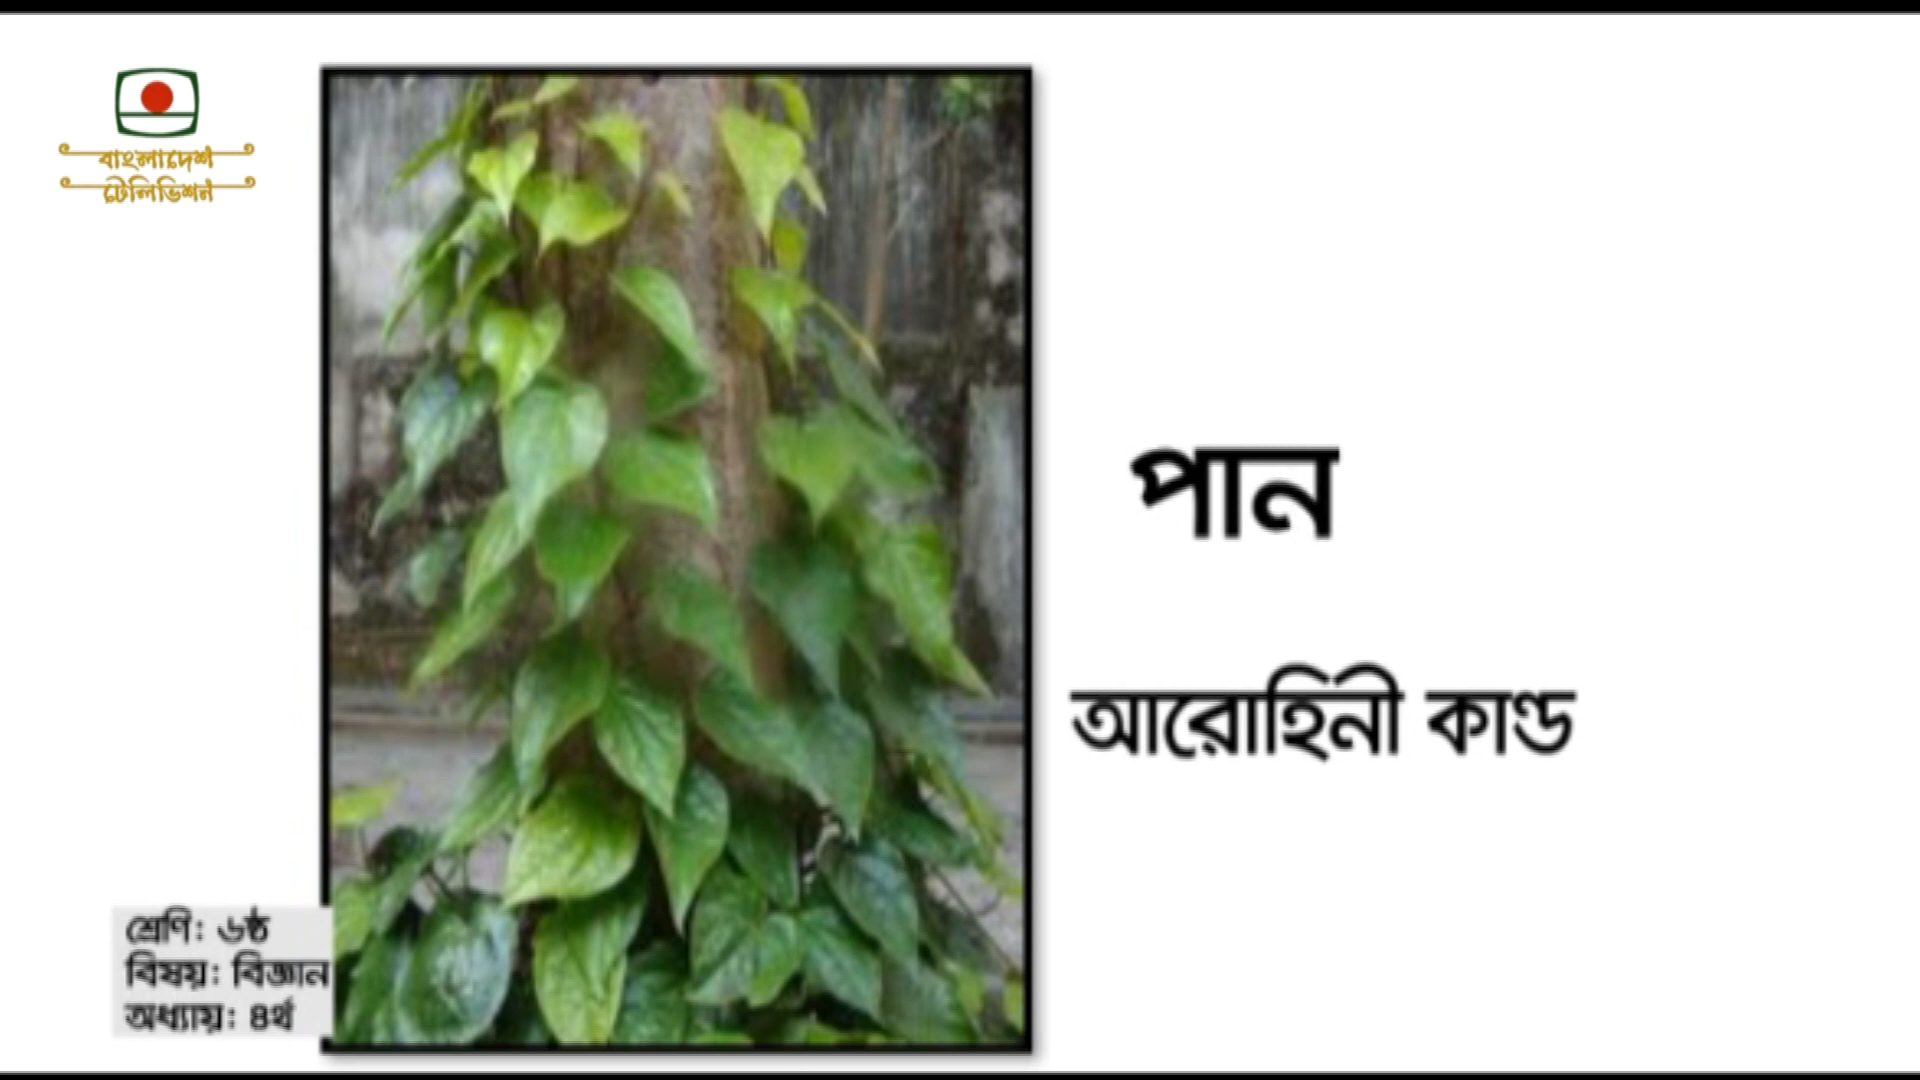 বাংলাদেশ
টেলিভিশন
পান
আরোহিনী কাণ্ড
শ্রেণি: ৬ষ্ঠ
বিষয়: বিজ্ঞান
অধ্যায়: ৪র্থ